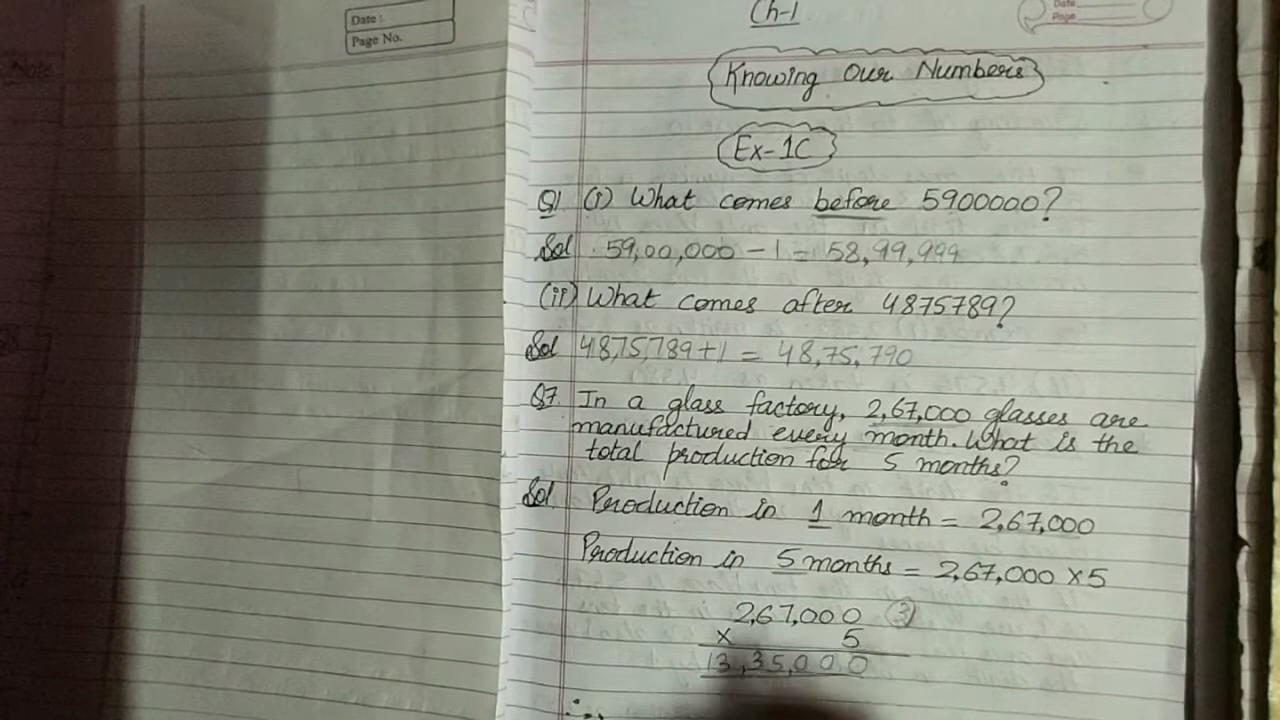 Date :
Page No.
Note
Ch-1
Date
Page
Knowing Our Numbers
Ex-1C
Q1 (i) What comes before 5900000?
Sol 59,00,000 - 1 = 58,99,999
(ii) What comes after 4875789?
Sol 48,75,789+1 = 48,75,790
Q7 In a glass factory, 2,67,000 glasses are
manufactured every month. What is the
total production for 5 months?
Sol Production in 1 month = 2,67,000
Production in 5 months = 2,67,000 x 5
2,67,000 3
x 5
13,35,000
∴